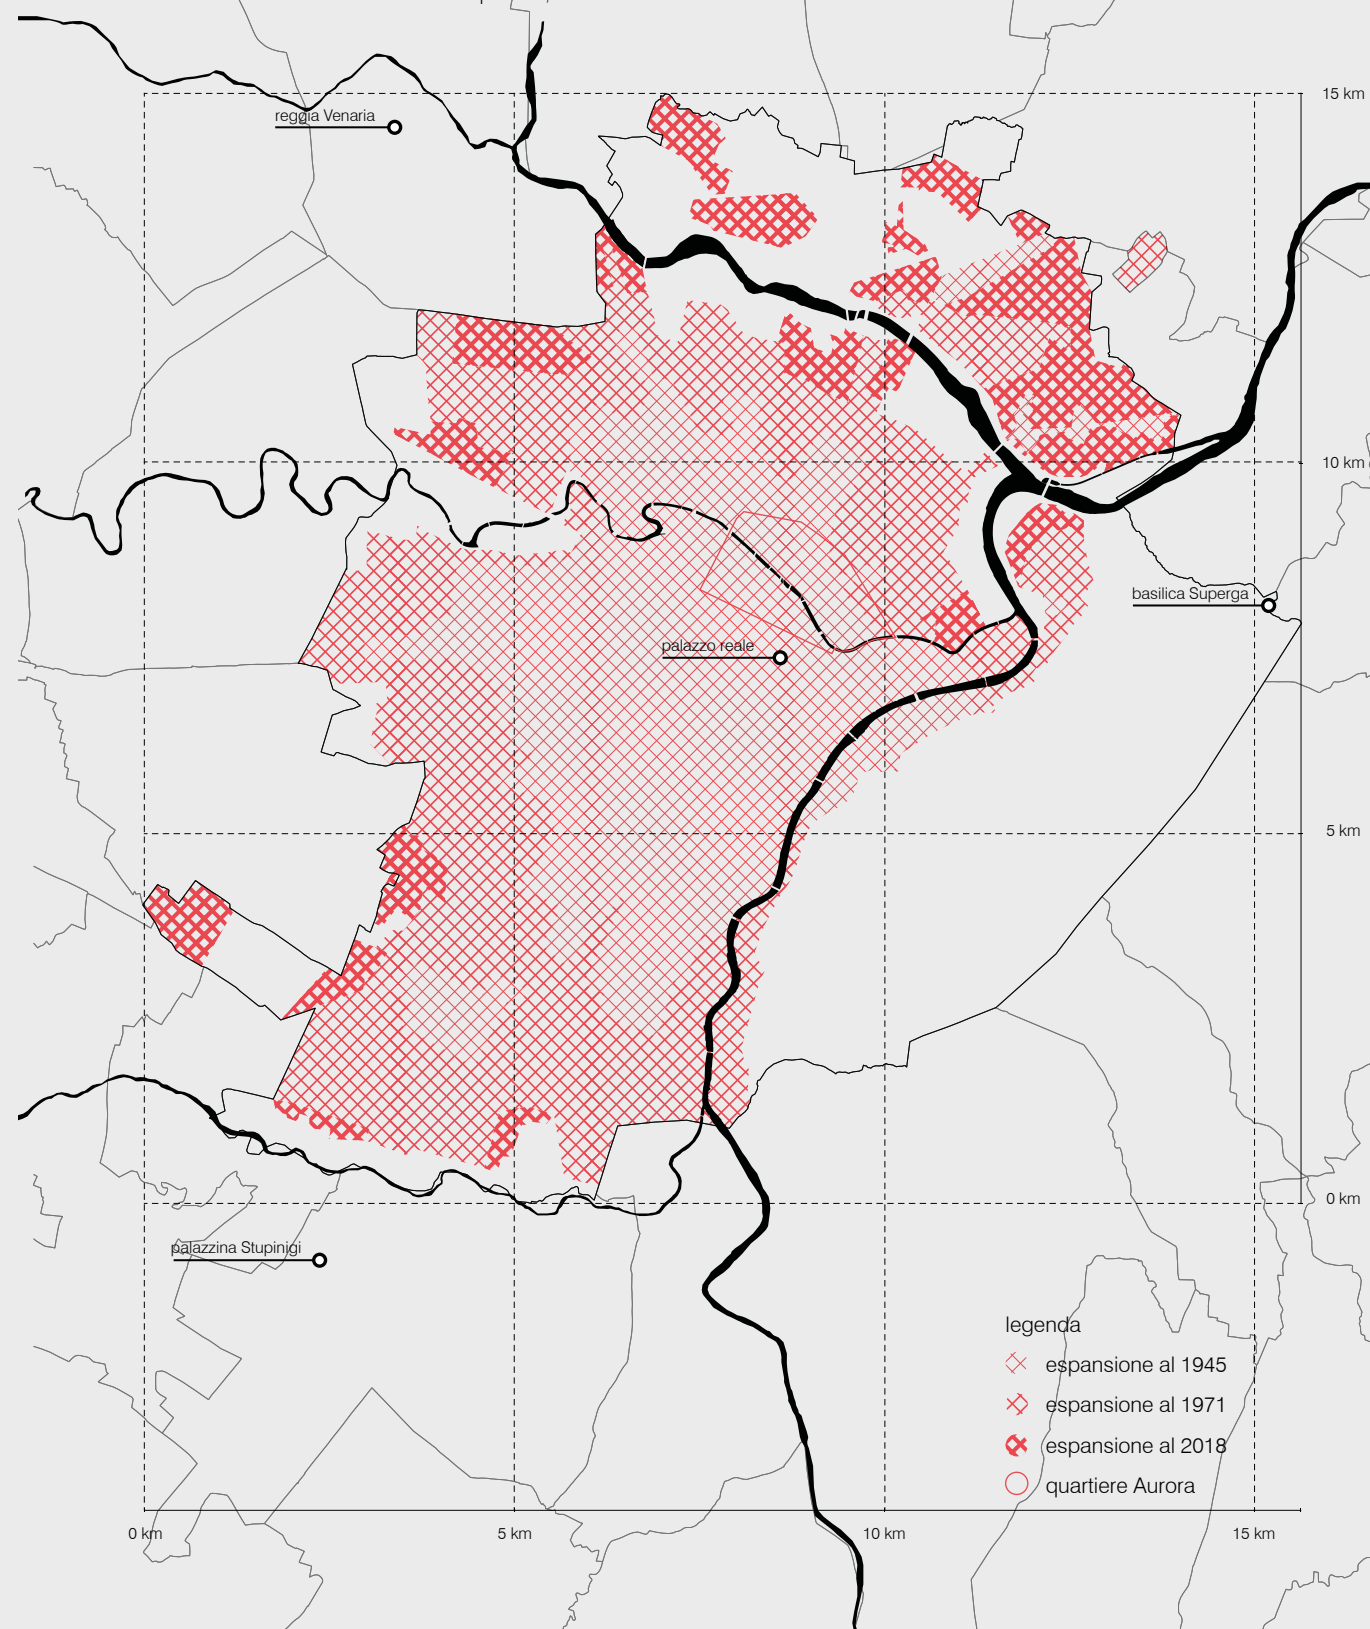 15 km
reggia Venaria
10 km
basilica Superga
palazzo reale
5 km
0 km
palazzina Stupinigi
legenda
espansione al 1945
espansione al 1971
espansione al 2018
quartiere Aurora
0 km
5 km
10 km
15 km